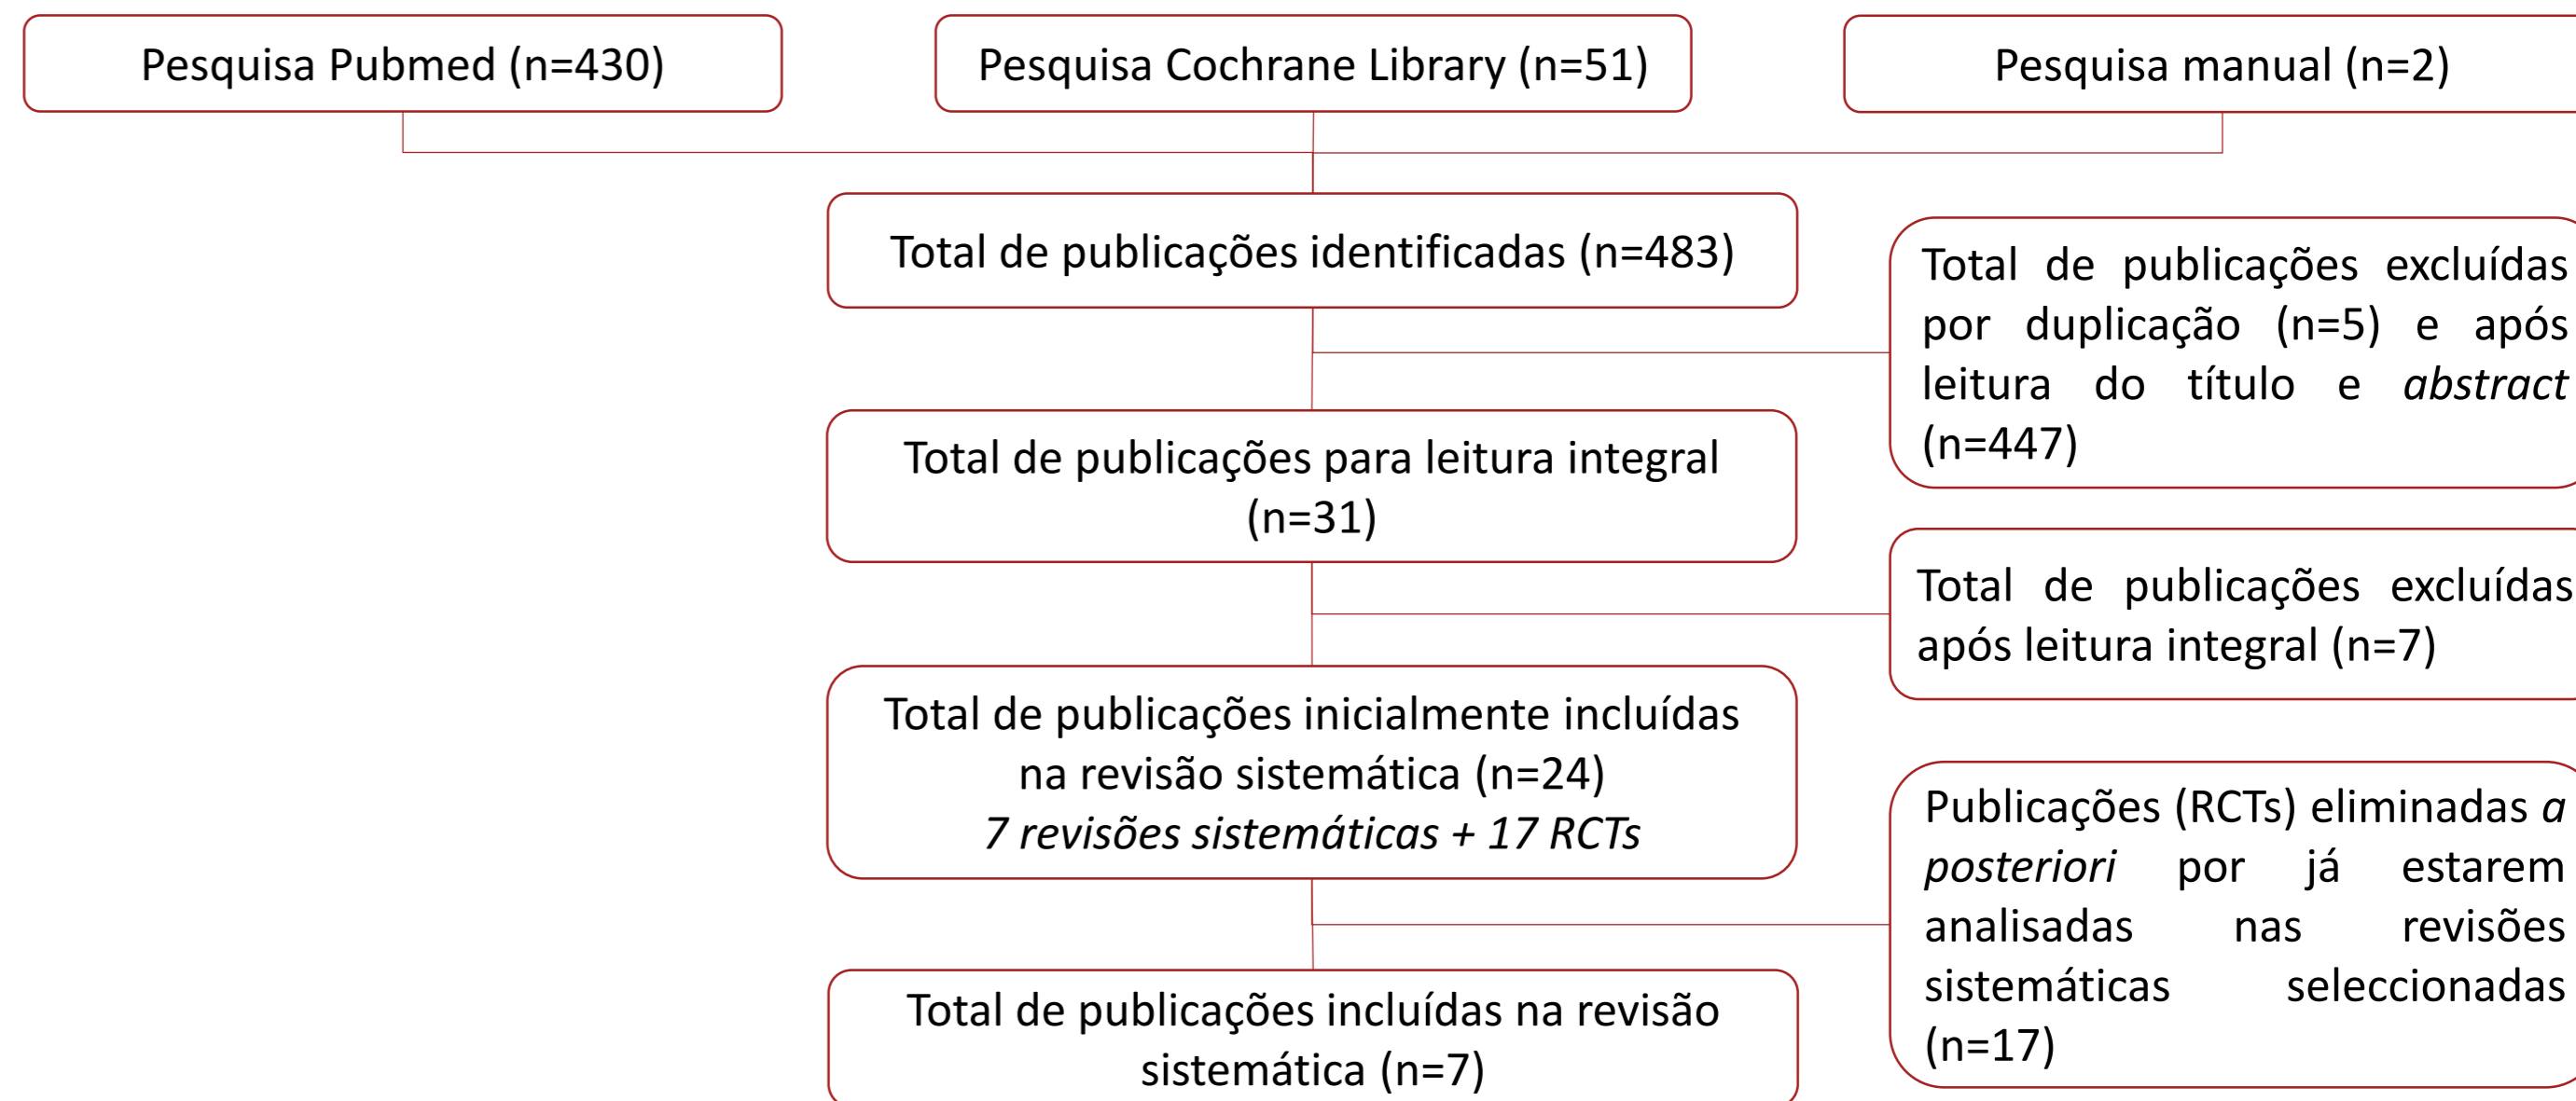 Pesquisa Pubmed (n=430)
Pesquisa Cochrane Library (n=51)
Pesquisa manual (n=2)
Total de publicações identificadas (n=483)
Total de publicações excluídas
por duplicação (n=5) e após
leitura do título e abstract
(n=447)
Total de publicações para leitura integral
(n=31)
Total de publicações excluídas
após leitura integral (n=7)
Total de publicações inicialmente incluídas
na revisão sistemática (n=24)
7 revisões sistemáticas + 17 RCTs
Publicações (RCTs) eliminadas a
posteriori por já estarem
analisadas nas revisões
sistemáticas seleccionadas
(n=17)
Total de publicações incluídas na revisão
sistemática (n=7)